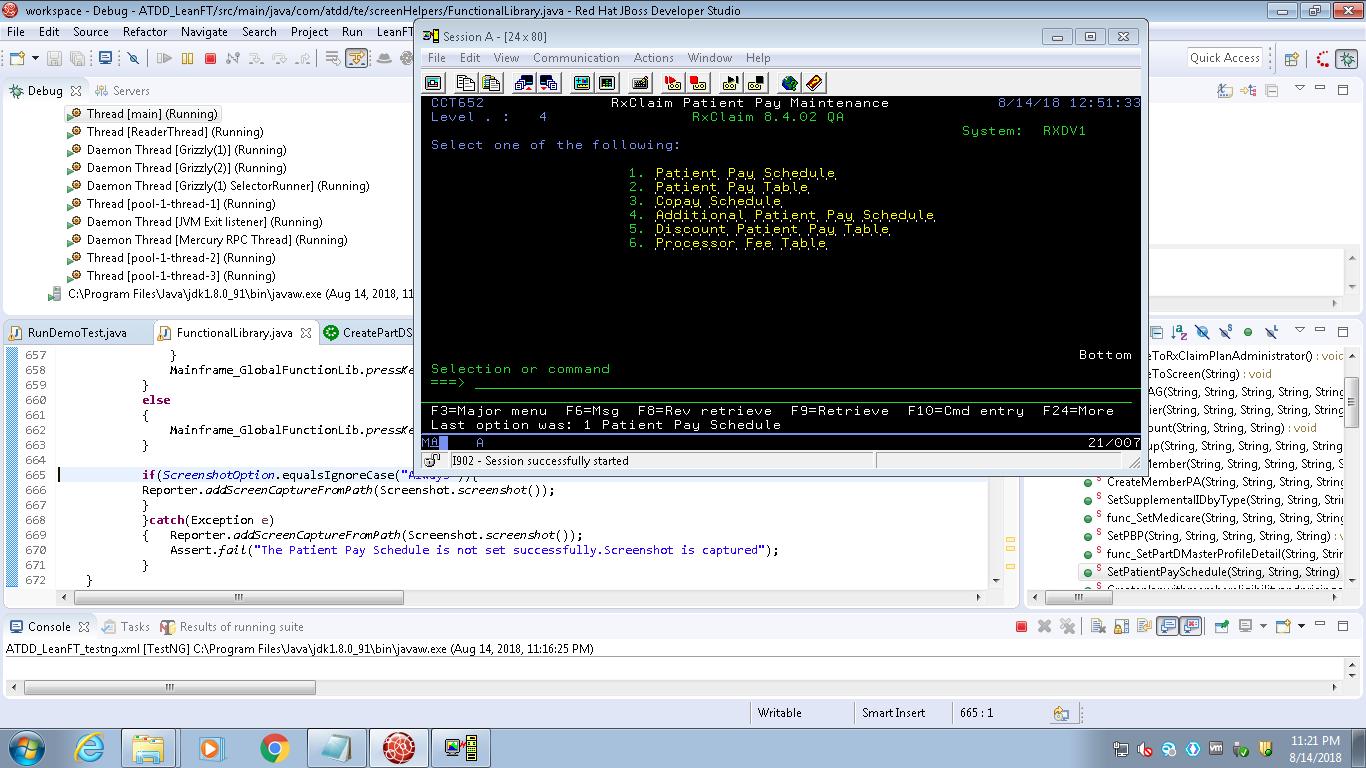 workspace - Debug - ATDD_LeanFT/src/main/java/com/atdd/te/screenHelpers/FunctionalLibrary.java - Red Hat JBoss Developer Studio
File Edit Source Refactor Navigate Search Project Run LeanFT
Quick Access
Debug Servers
Thread [main] (Running)
Thread [ReaderThread] (Running)
Daemon Thread [Grizzly(1)] (Running)
Daemon Thread [Grizzly(2)] (Running)
Daemon Thread [Grizzly(1) SelectorRunner] (Running)
Thread [pool-1-thread-1] (Running)
Daemon Thread [JVM Exit listener] (Running)
Daemon Thread [Mercury RPC Thread] (Running)
Thread [pool-1-thread-2] (Running)
Thread [pool-1-thread-3] (Running)
C:\Program Files\Java\jdk1.8.0_91\bin\javaw.exe (Aug 14, 2018, 11
Session A - [24 x 80]
File Edit View Communication Actions Window Help
CCT652 RxClaim Patient Pay Maintenance 8/14/18 12:51:33
Level . : 4 RxClaim 8.4.02 QA
System: RXDV1
Select one of the following:
1. Patient Pay Schedule
2. Patient Pay Table
3. Copay Schedule
4. Additional Patient Pay Schedule
5. Discount Patient Pay Table
6. Processor Fee Table
Bottom
Selection or command
===>
F3=Major menu F6=Msg F8=Rev retrieve F9=Retrieve F10=Cmd entry F24=More
Last option was: 1 Patient Pay Schedule
MA A 21/007
I902 - Session successfully started
RunDemoTest.java FunctionalLibrary.java CreatePartDS
657 }
658 Mainframe_GlobalFunctionLib.pressKe
659 }
660 else
661 {
662 Mainframe_GlobalFunctionLib.pressKe
663 }
664
665 if(ScreenshotOption.equalsIgnoreCase("Always")){
666 Reporter.addScreenCaptureFromPath(Screenshot.screenshot());
667 }
668 }catch(Exception e)
669 { Reporter.addScreenCaptureFromPath(Screenshot.screenshot());
670 Assert.fail("The Patient Pay Schedule is not set successfully.Screenshot is captured");
671 }
672 }
eToRxClaimPlanAdministrator() : void
eToScreen(String) : void
AG(String, String, String, String, Strin
ier(String, String, String, String, Stri
ount(String, String) : void
up(String, String, String, String, Strin
Member(String, String, String, String,
CreateMemberPA(String, String, String,
SetSupplementalIDbyType(String, String,
func_SetMedicare(String, String, String,
SetPBP(String, String, String, String) : v
func_SetPartDMasterProfileDetail(String,
SetPatientPaySchedule(String, String, String)
Console Tasks Results of running suite
ATDD_LeanFT_testng.xml [TestNG] C:\Program Files\Java\jdk1.8.0_91\bin\javaw.exe (Aug 14, 2018, 11:16:25 PM)
Writable Smart Insert 665 : 1
11:21 PM
8/14/2018